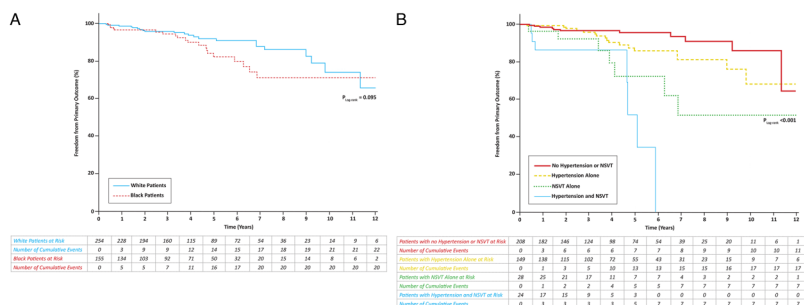 A
Freedom from Primary Outcome (%)
100
80
60
40
20
0
P Log rank = 0.095
White Patients
Black Patients
0 1 2 3 4 5 6 7 8 9 10 11 12
Time (Years)
White Patients at Risk 254 228 194 160 115 89 72 54 36 23 14 9 6
Number of Cumulative Events 0 3 9 9 12 14 15 17 18 19 21 21 22
Black Patients at Risk 155 134 103 92 71 50 32 20 15 14 8 6 2
Number of Cumulative Events 0 5 5 7 11 16 17 20 20 20 20 20 20
B
Freedom from Primary Outcome (%)
100
80
60
40
20
0
P Log rank <0.001
No Hypertension or NSVT
Hypertension Alone
NSVT Alone
Hypertension and NSVT
0 1 2 3 4 5 6 7 8 9 10 11 12
Time (Years)
Patients with no Hypertension or NSVT at Risk 208 182 146 124 98 74 54 39 25 20 11 6 1
Number of Cumulative Events 0 3 6 6 6 7 7 8 9 9 10 10 11
Patients with Hypertension Alone at Risk 149 138 115 102 72 55 43 31 23 15 9 7 6
Number of Cumulative Events 0 1 3 5 10 13 13 15 15 16 17 17 17
Patients with NSVT Alone at Risk 28 25 21 17 11 7 7 4 3 2 2 2 1
Number of Cumulative Events 0 1 2 2 4 5 5 7 7 7 7 7 7
Patients with Hypertension and NSVT at Risk 24 17 15 9 5 3 0 0 0 0 0 0 0
Number of Cumulative Events 0 3 3 3 3 5 7 7 7 7 7 7 7